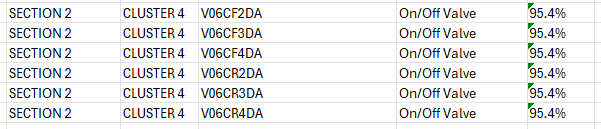 SECTION 2 CLUSTER 4 V06CF2DA On/Off Valve 95.4%
SECTION 2 CLUSTER 4 V06CF3DA On/Off Valve 95.4%
SECTION 2 CLUSTER 4 V06CF4DA On/Off Valve 95.4%
SECTION 2 CLUSTER 4 V06CR2DA On/Off Valve 95.4%
SECTION 2 CLUSTER 4 V06CR3DA On/Off Valve 95.4%
SECTION 2 CLUSTER 4 V06CR4DA On/Off Valve 95.4%